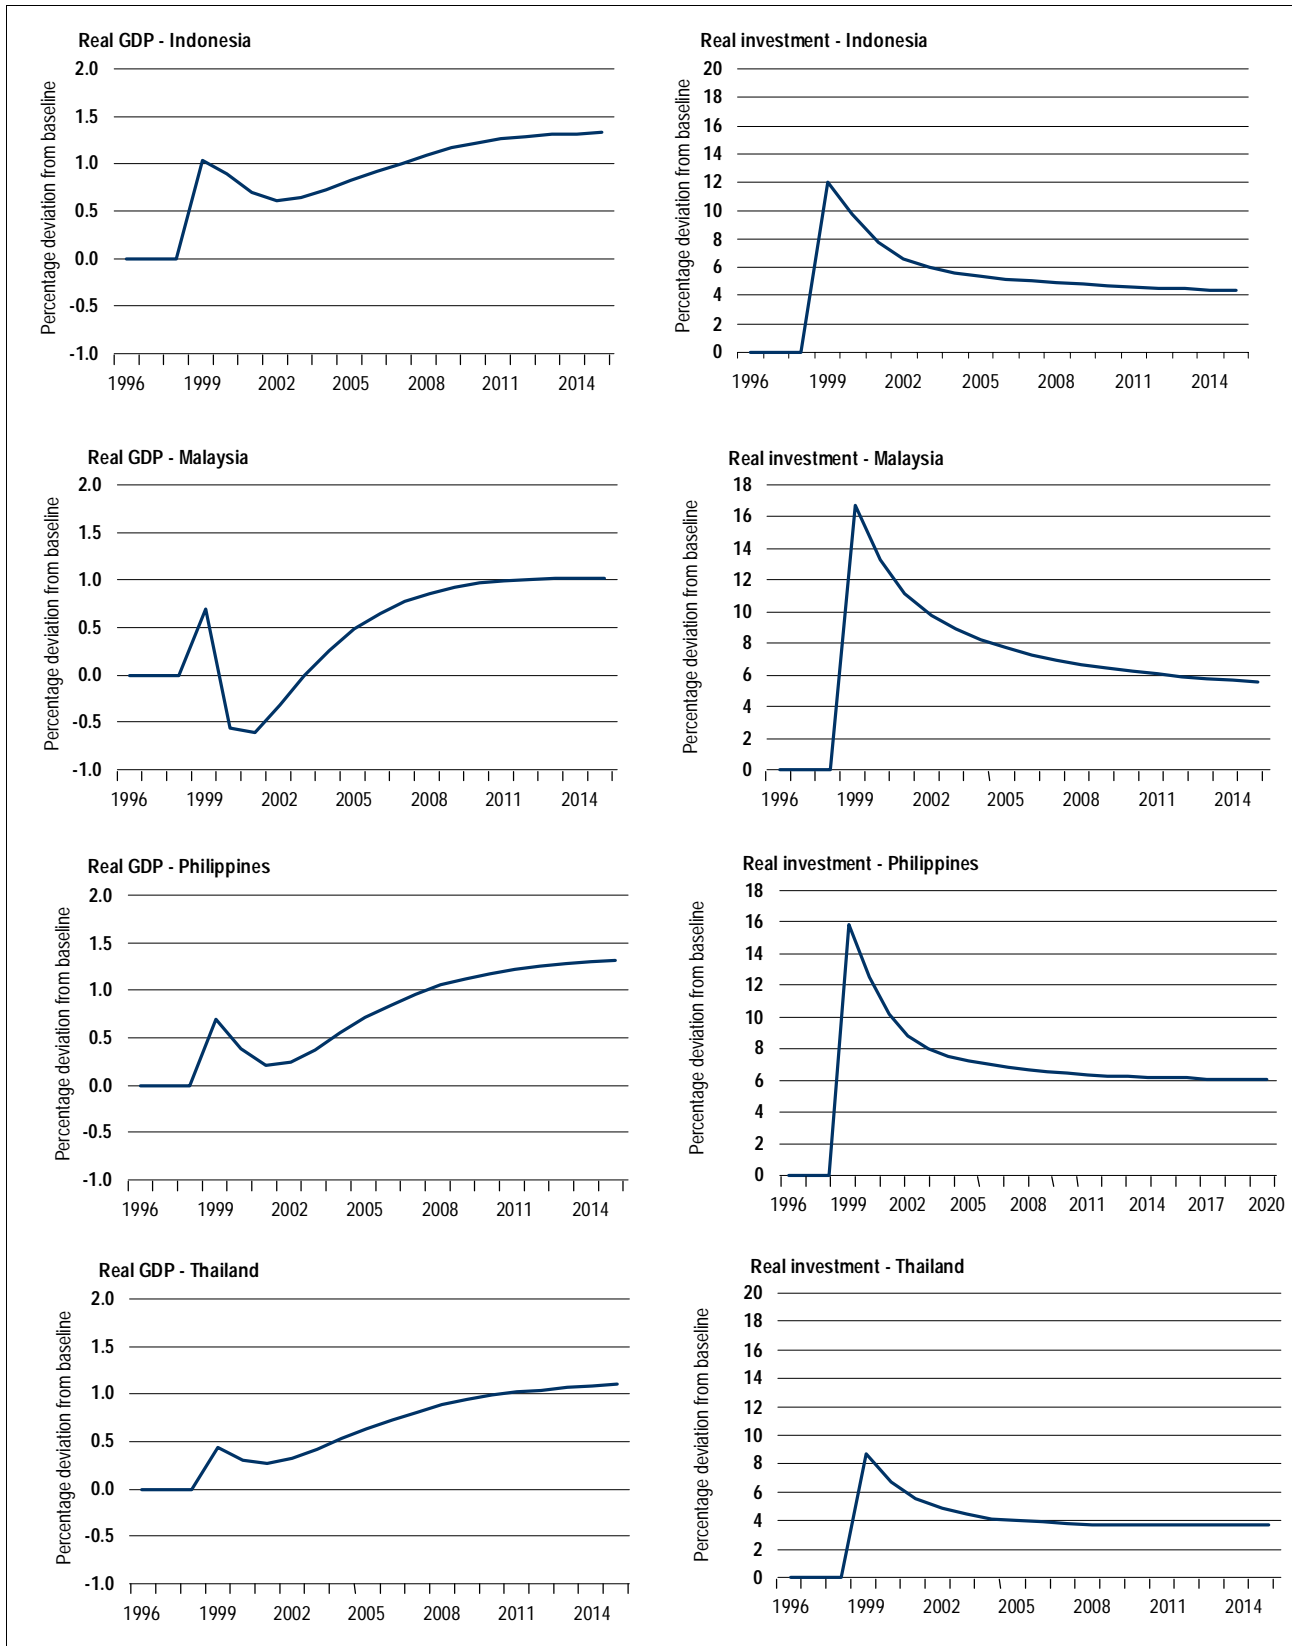 Real GDP - Indonesia
Percentage deviation from baseline
2.0
1.5
1.0
0.5
0.0
-0.5
-1.0
1996 1999 2002 2005 2008 2011 2014
Real investment - Indonesia
Percentage deviation from baseline
20
18
16
14
12
10
8
6
4
2
0
1996 1999 2002 2005 2008 2011 2014
Real GDP - Malaysia
Percentage deviation from baseline
2.0
1.5
1.0
0.5
0.0
-0.5
-1.0
1996 1999 2002 2005 2008 2011 2014
Real investment - Malaysia
Percentage deviation from baseline
18
16
14
12
10
8
6
4
2
0
1996 1999 2002 2005 2008 2011 2014
Real GDP - Philippines
Percentage deviation from baseline
2.0
1.5
1.0
0.5
0.0
-0.5
-1.0
1996 1999 2002 2005 2008 2011 2014
Real investment - Philippines
Percentage deviation from baseline
18
16
14
12
10
8
6
4
2
0
1996 1999 2002 2005 2008 2011 2014 2017 2020
Real GDP - Thailand
Percentage deviation from baseline
2.0
1.5
1.0
0.5
0.0
-0.5
-1.0
1996 1999 2002 2005 2008 2011 2014
Real investment - Thailand
Percentage deviation from baseline
20
18
16
14
12
10
8
6
4
2
0
1996 1999 2002 2005 2008 2011 2014